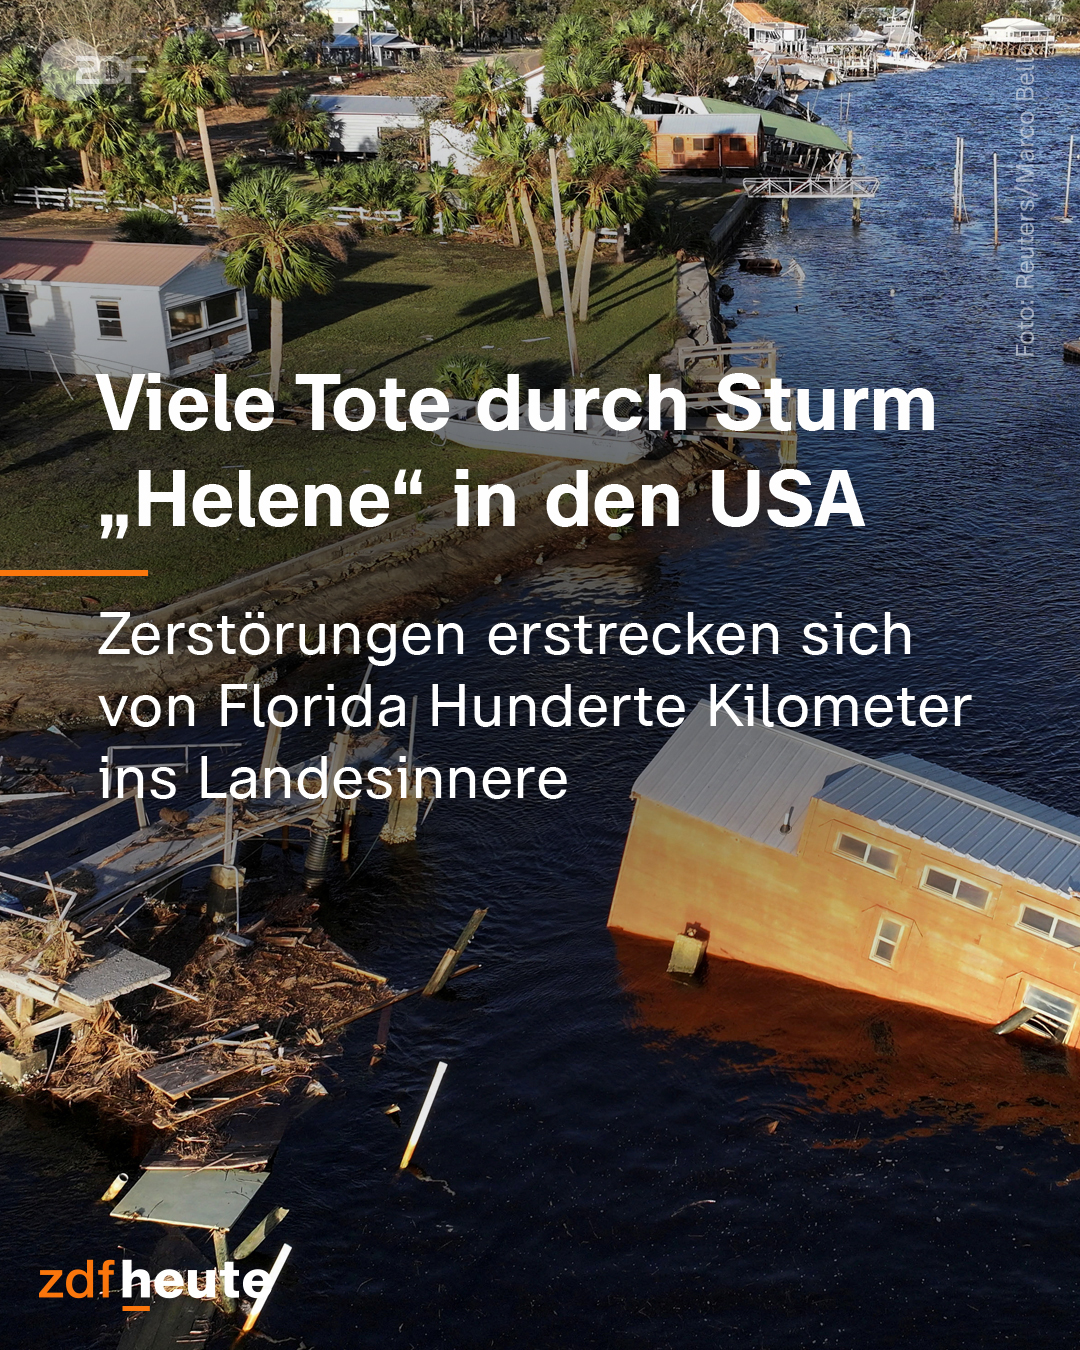 ZDF
Foto: Reuters/Marco Bello
Viele Tote durch Sturm
„Helene“ in den USA
Zerstörungen erstrecken sich
von Florida Hunderte Kilometer
ins Landesinnere
zdfheute